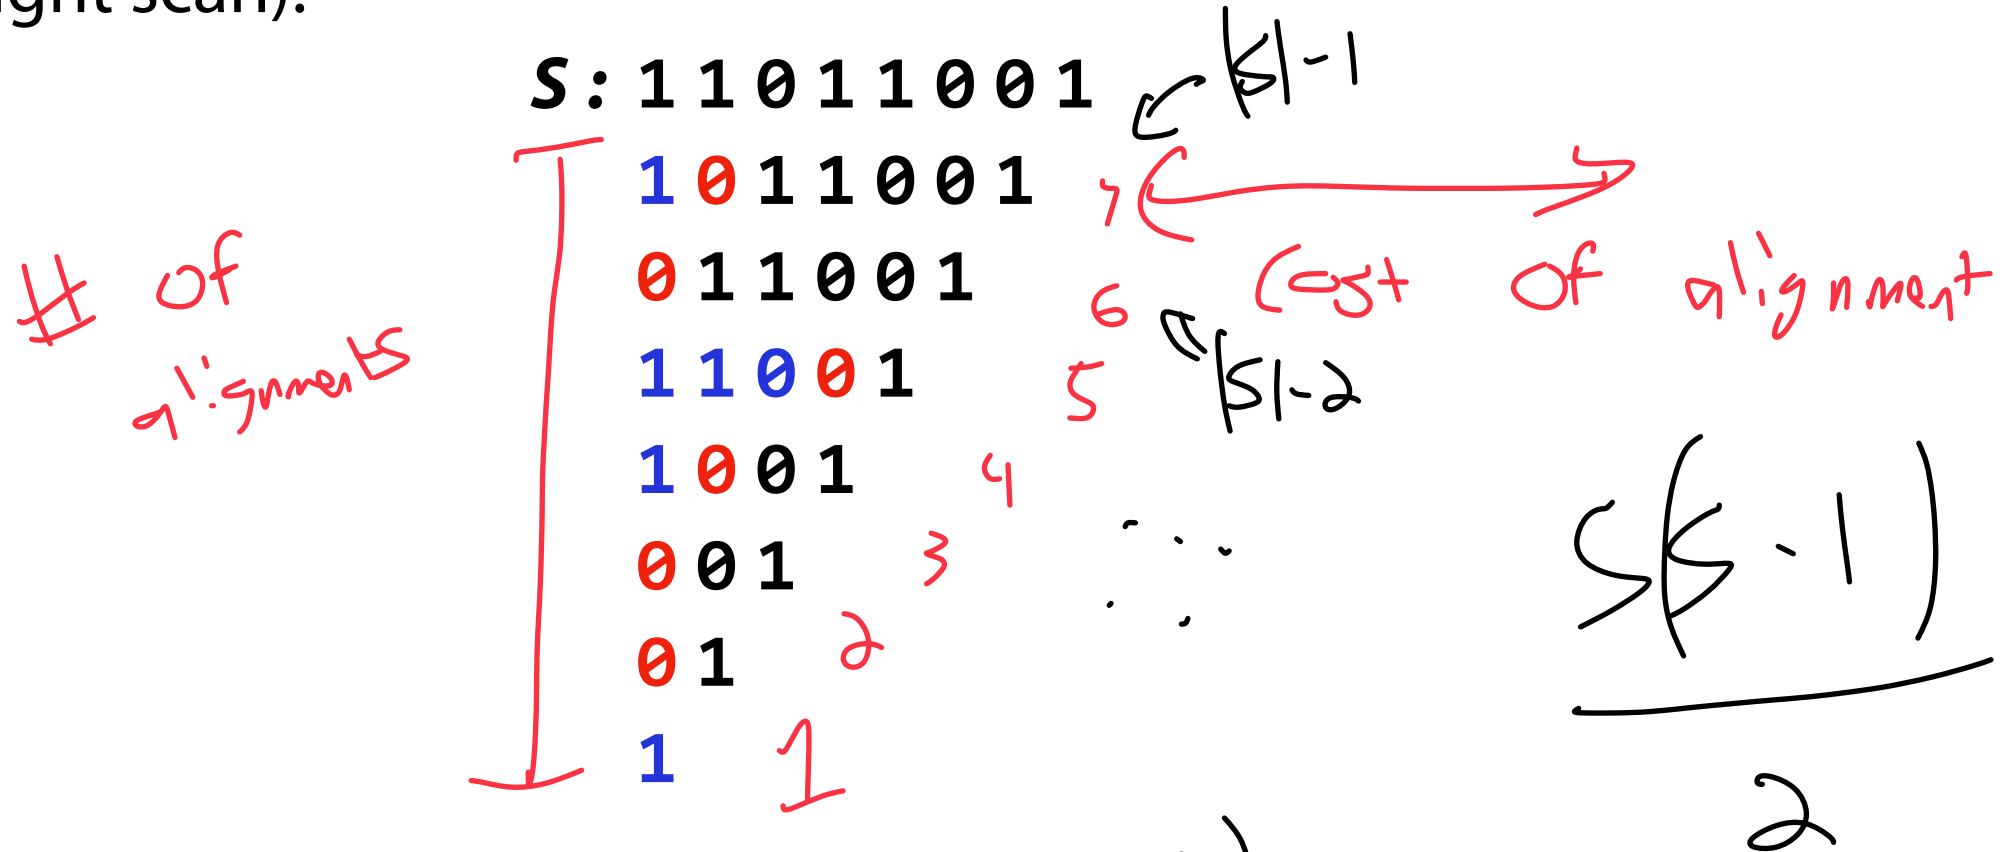 ight scan).
S: 1 1 0 1 1 0 0 1
|S|-1
1 0 1 1 0 0 1 7
0 1 1 0 0 1 6
# of alignments
Cost of alignment
1 1 0 0 1 5
|S|-2
1 0 0 1 4
0 0 1 3
0 1 2
1 1
S(S-1)
2